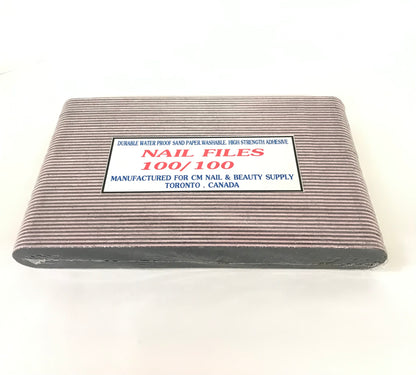 DURABLE WATER PROOF SAND PAPER WASHABLE. HIGH STRENGTH ADHESIVE
NAIL FILES
100/100
MANUFACTURED FOR CM NAIL & BEAUTY SUPPLY
TORONTO . CANADA